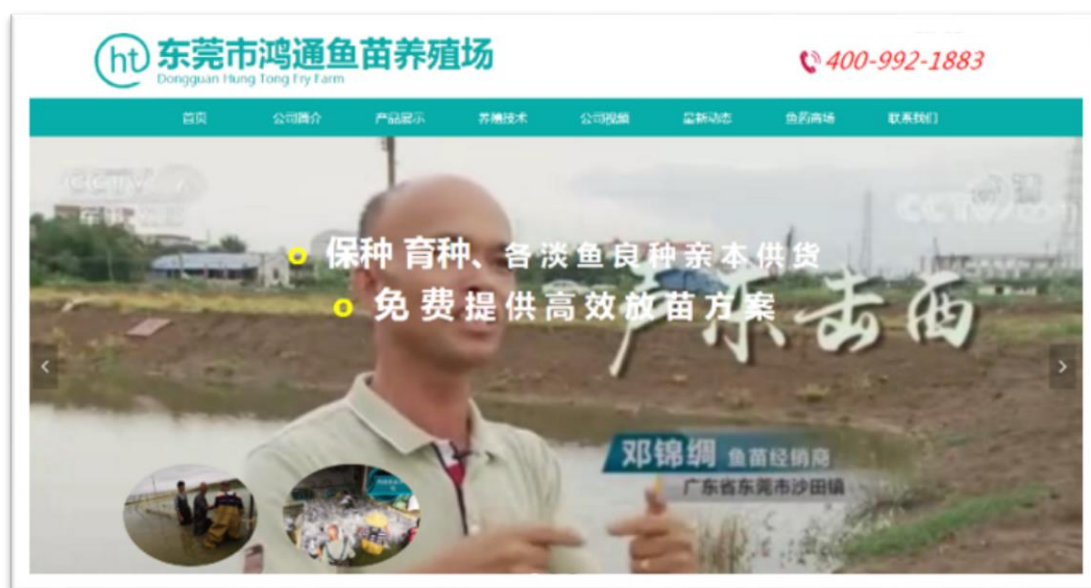 ht 东莞市鸿通鱼苗养殖场
Dongguan Hung Tong Fry Farm
400-992-1883
首页 公司简介 产品展示 养殖技术 公司视频 最新动态 鱼药商场 联系我们
CCTV
CCTV.com
保种 育种、各淡鱼良种亲本供货
免费提供高效放苗方案
邓锦绸 鱼苗经销商
广东省东莞市沙田镇